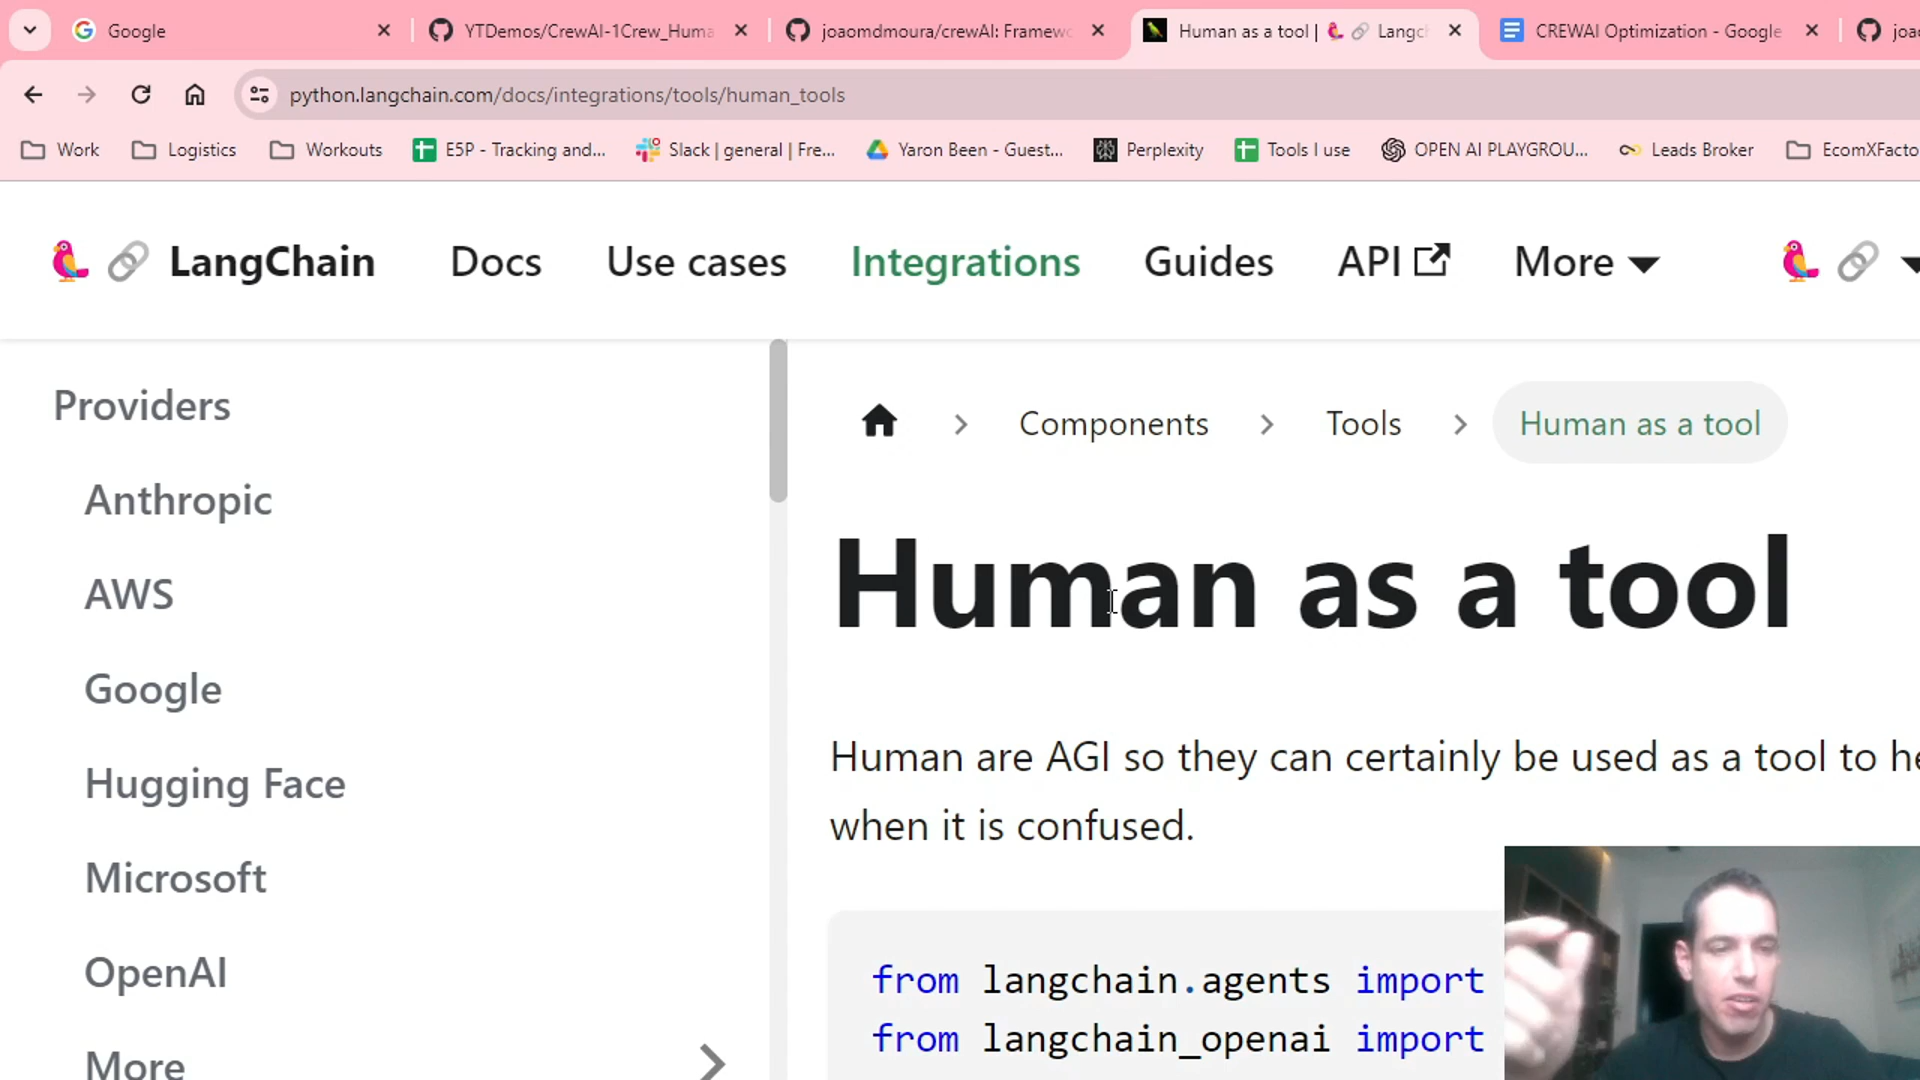 Google
YTDemos/CrewAI-1Crew_Huma
joaomdmoura/crewAI: Framewo
Human as a tool | Langc
CREWAI Optimization - Google
joao
python.langchain.com/docs/integrations/tools/human_tools
Work
Logistics
Workouts
E5P - Tracking and...
Slack | general | Fre...
Yaron Been - Guest...
Perplexity
Tools I use
OPEN AI PLAYGROU...
Leads Broker
EcomXFacto
LangChain
Docs
Use cases
Integrations
Guides
API
More
Providers
Anthropic
AWS
Google
Hugging Face
Microsoft
OpenAI
More
Components > Tools > Human as a tool
Human as a tool
Human are AGI so they can certainly be used as a tool to he
when it is confused.
from langchain.agents import
from langchain_openai import